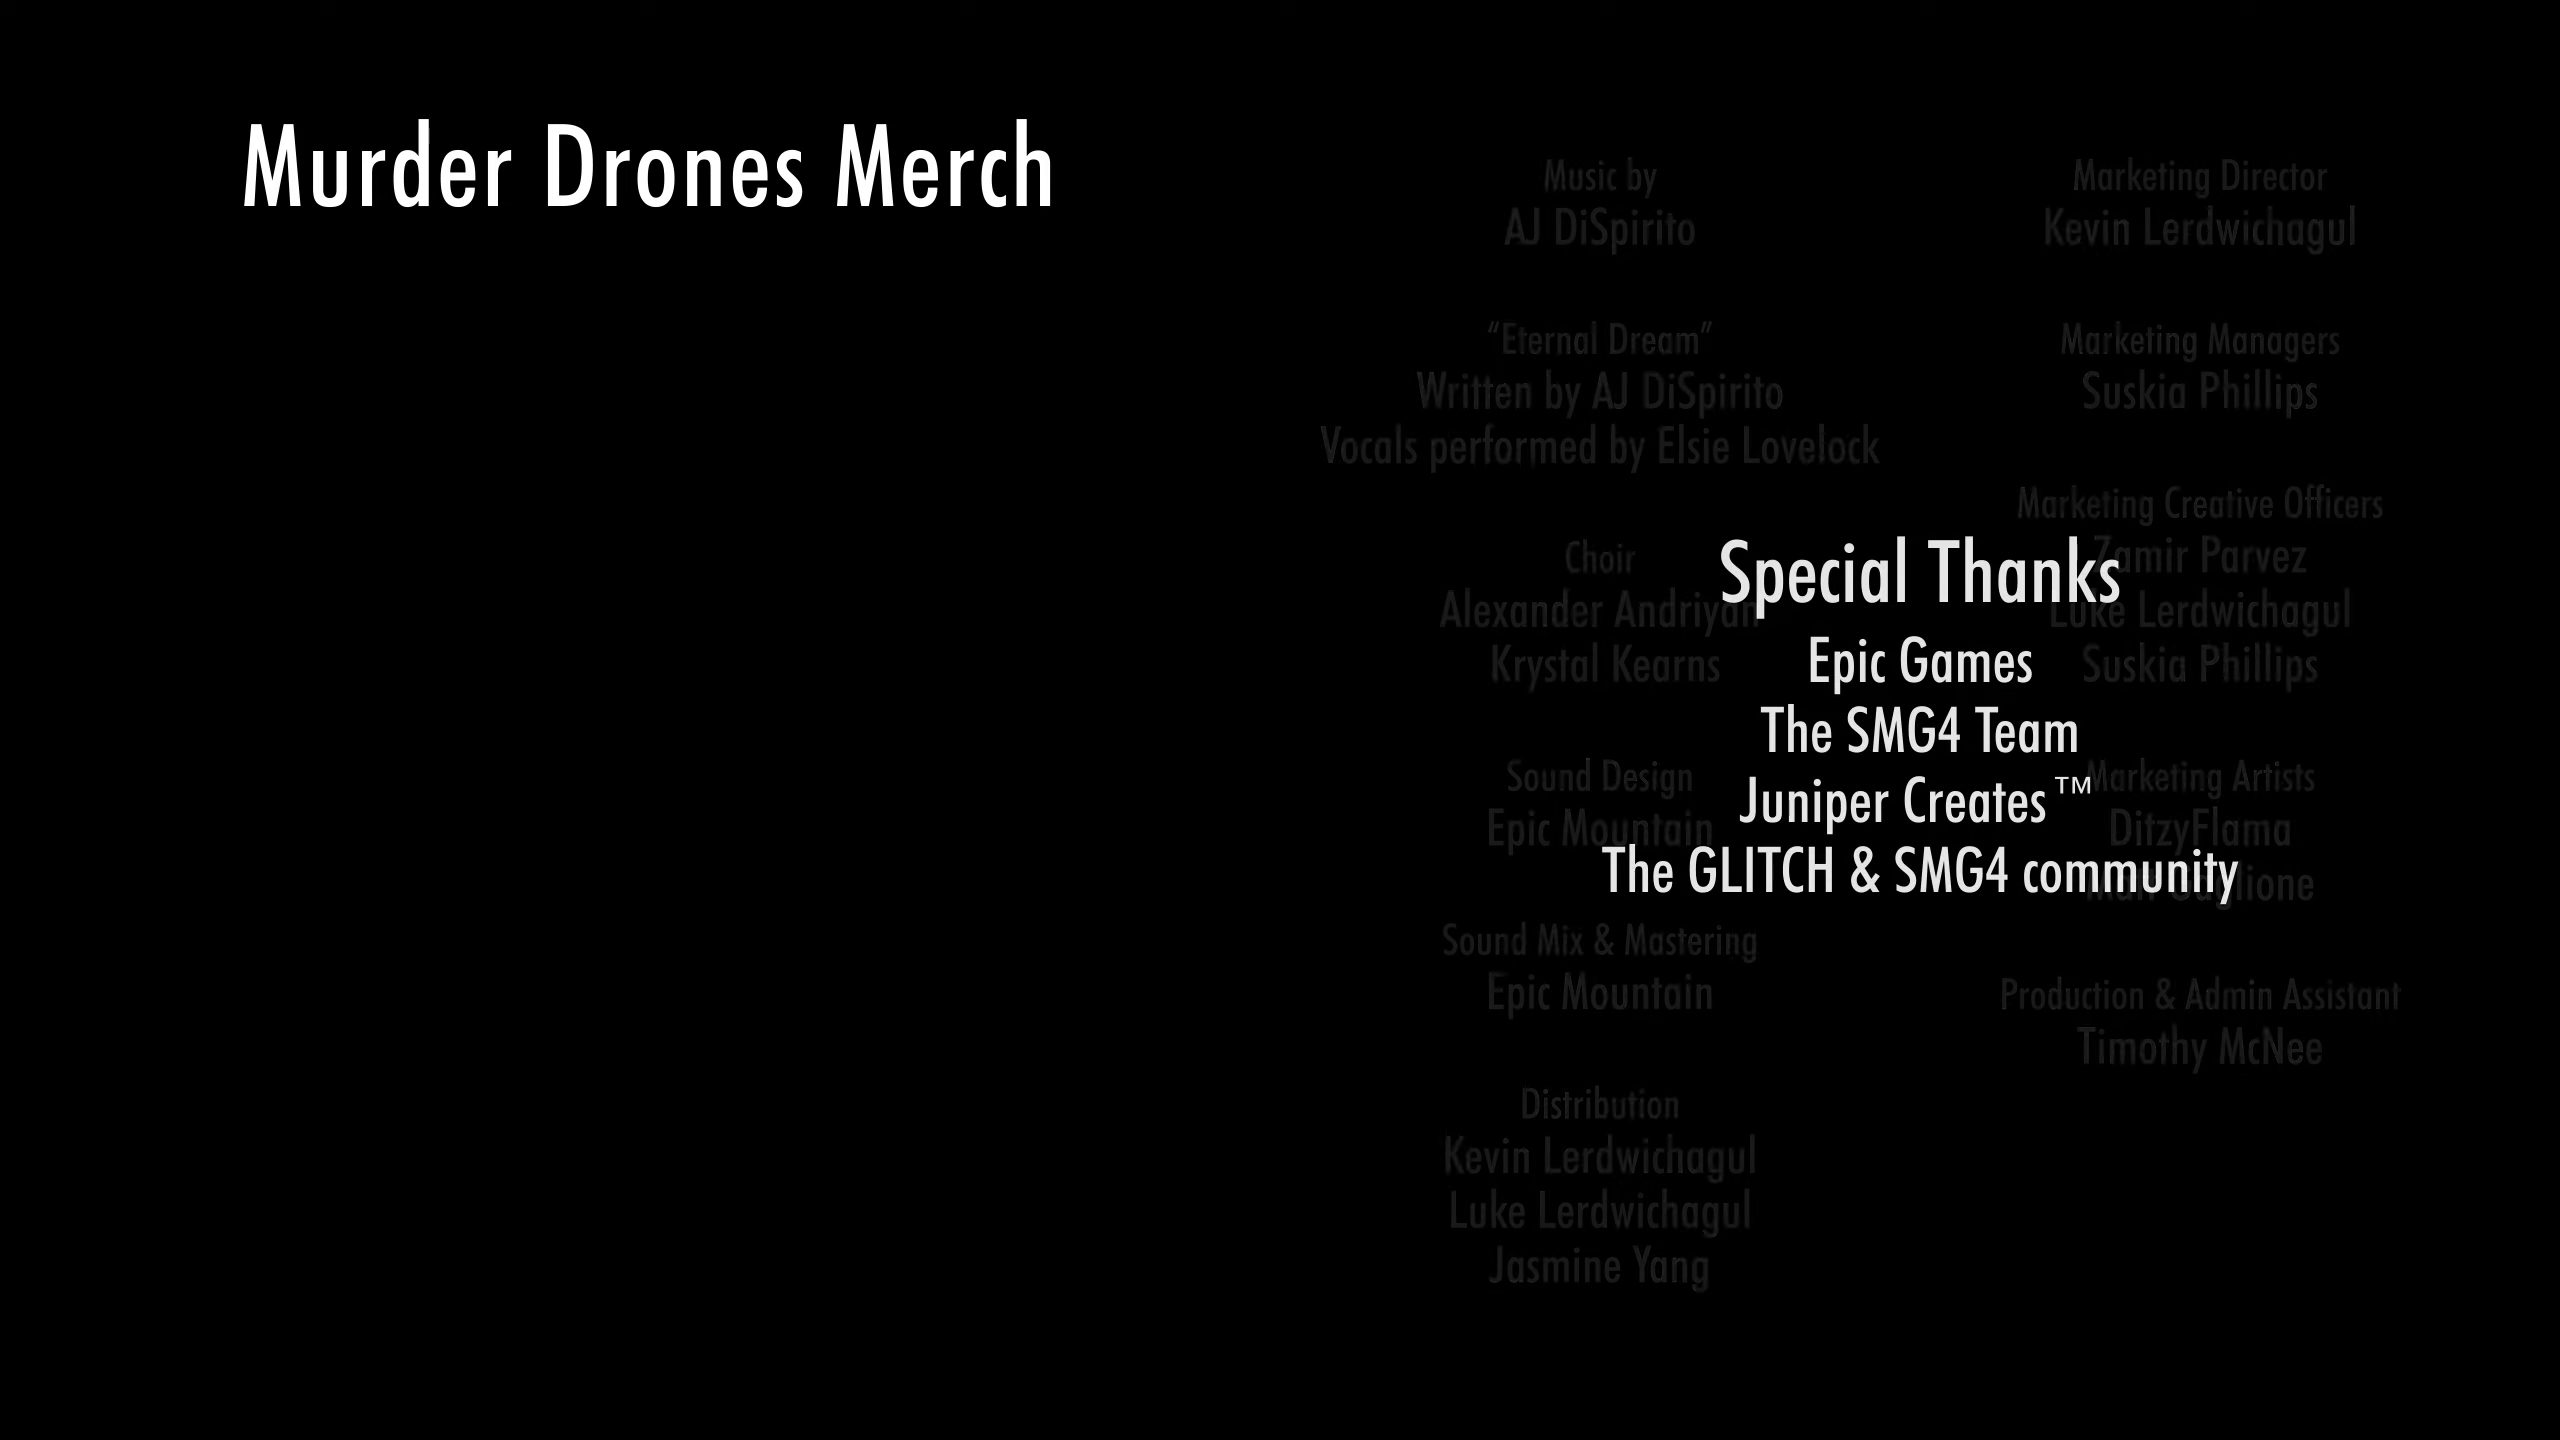 Murder Drones Merch
Music by
AJ DiSpirito
“Eternal Dream”
Written by AJ DiSpirito
Vocals performed by Elsie Lovelock
Choir
Alexander Andriyan
Krystal Kearns
Sound Design
Epic Mountain
Sound Mix & Mastering
Epic Mountain
Distribution
Kevin Lerdwichagul
Luke Lerdwichagul
Jasmine Yang
Special Thanks
Epic Games
The SMG4 Team
Juniper Creates™
The GLITCH & SMG4 community
Marketing Director
Kevin Lerdwichagul
Marketing Managers
Suskia Phillips
Marketing Creative Officers
Zamir Parvez
Luke Lerdwichagul
Suskia Phillips
Marketing Artists
DitzyFlama
Production & Admin Assistant
Timothy McNee